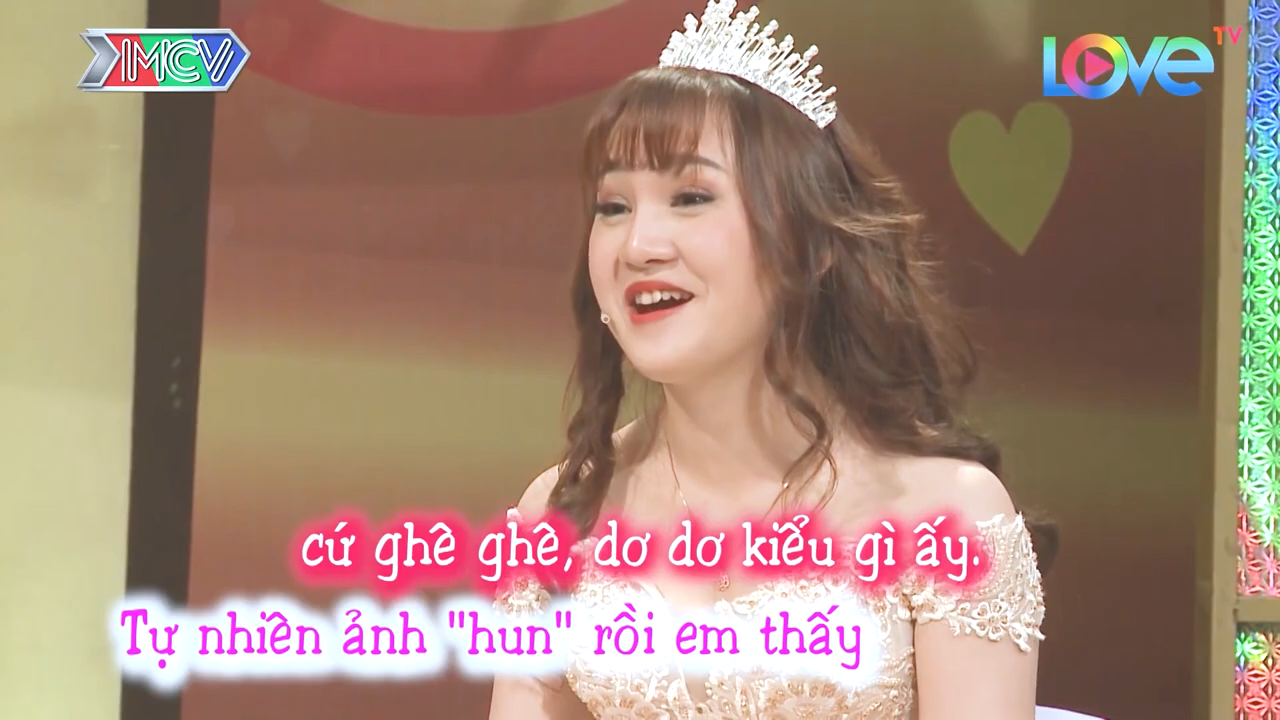 MCV
LOVE TV
cứ ghê ghê, dơ dơ kiểu gì ấy.
Tự nhiên ảnh "hun" rồi em thấy